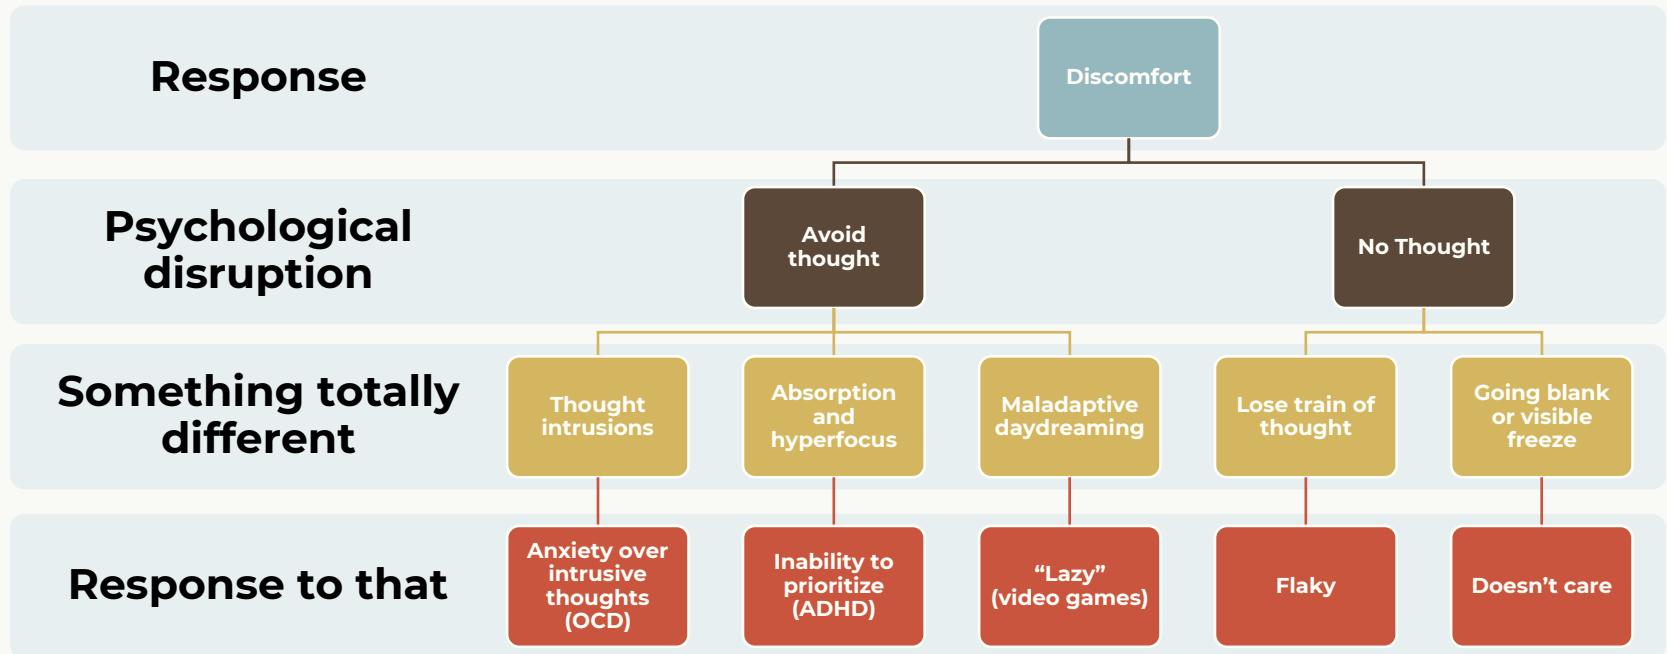 Response
Discomfort
Psychological
disruption
Avoid
thought
No Thought
Something totally
different
Thought
intrusions
Absorption
and
hyperfocus
Maladaptive
daydreaming
Lose train of
thought
Going blank
or visible
freeze
Response to that
Anxiety over
intrusive
thoughts
(OCD)
Inability to
prioritize
(ADHD)
“Lazy”
(video games)
Flaky
Doesn’t care